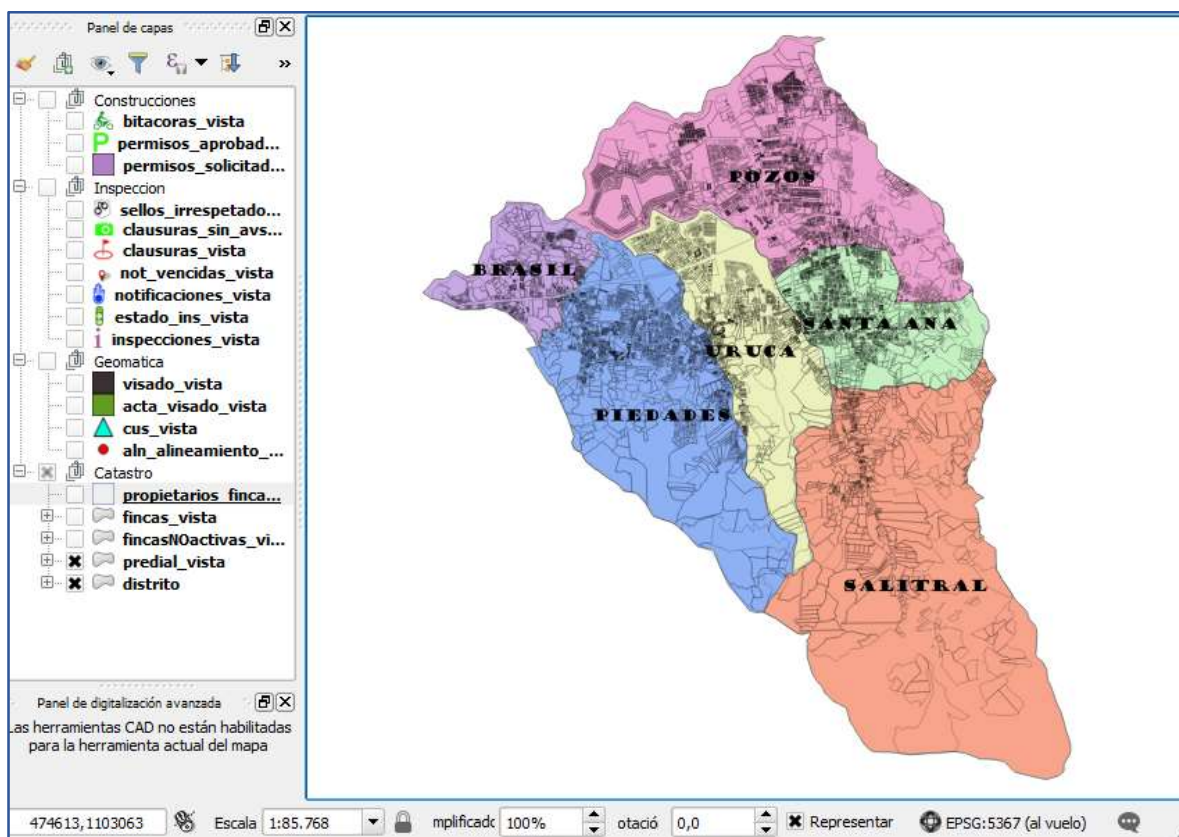 Panel de capas
»
Construcciones
bitacoras_vista
P permisos_aprobad...
permisos_solicitad...
Inspeccion
sellos_irrespetado...
clausuras_sin_avs...
clausuras_vista
not_vencidas_vista
notificaciones_vista
estado_ins_vista
inspecciones_vista
Geomatica
visado_vista
acta_visado_vista
cus_vista
aln_alineamiento_...
Catastro
propietarios_finca...
fincas_vista
fincasNOactivas_vi...
predial_vista
distrito
Panel de digitalización avanzada
Las herramientas CAD no están habilitadas
para la herramienta actual del mapa
POZOS
BRASIL
SANTA ANA
URUCA
PIEDADES
SALITRAL
474613,1103063 Escala 1:85.768 mplificadc 100% otació 0,0 Representar EPSG:5367 (al vuelo)